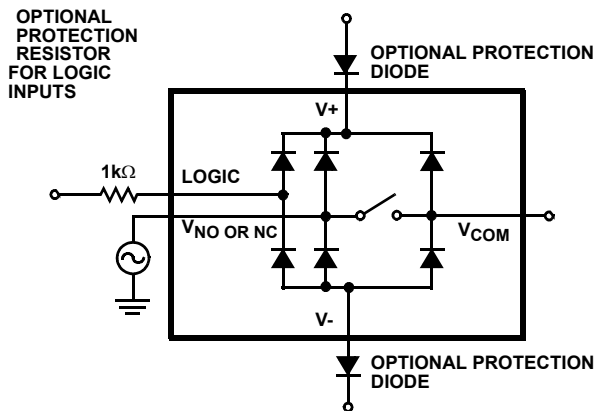 OPTIONAL
PROTECTION
RESISTOR
FOR LOGIC
INPUTS
OPTIONAL PROTECTION
DIODE
V+
1kΩ
LOGIC
VNO OR NC
VCOM
V-
OPTIONAL PROTECTION
DIODE